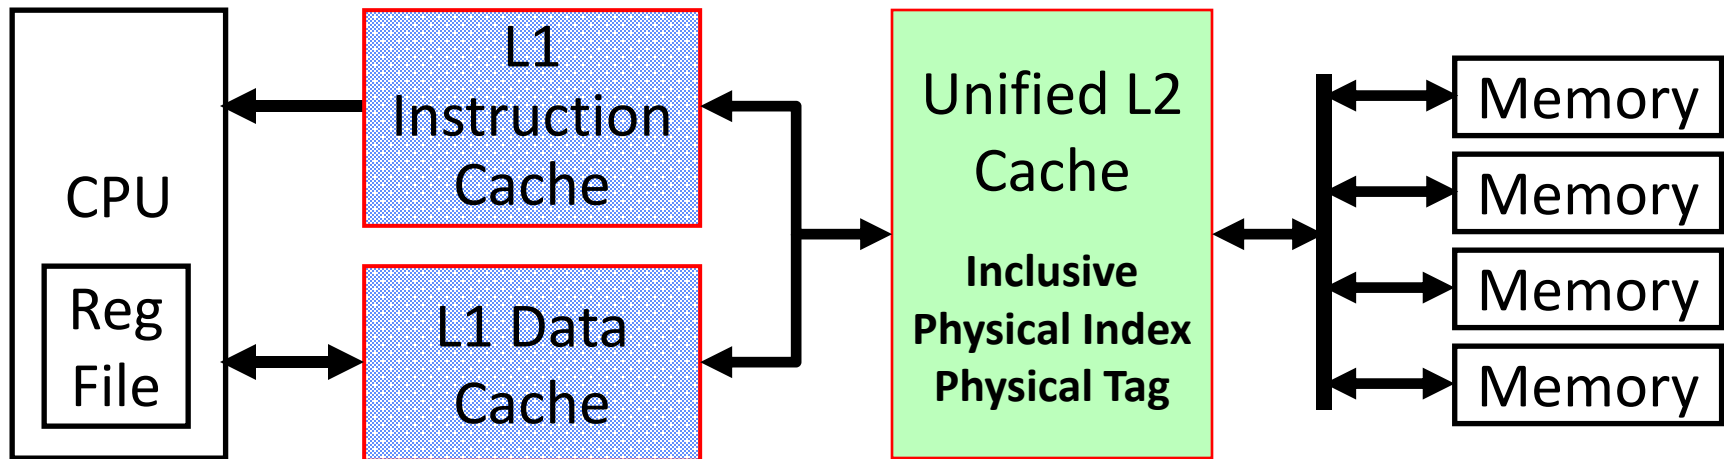 CPU
Reg
File
L1
Instruction
Cache
L1 Data
Cache
Unified L2
Cache
Inclusive
Physical Index
Physical Tag
Memory
Memory
Memory
Memory